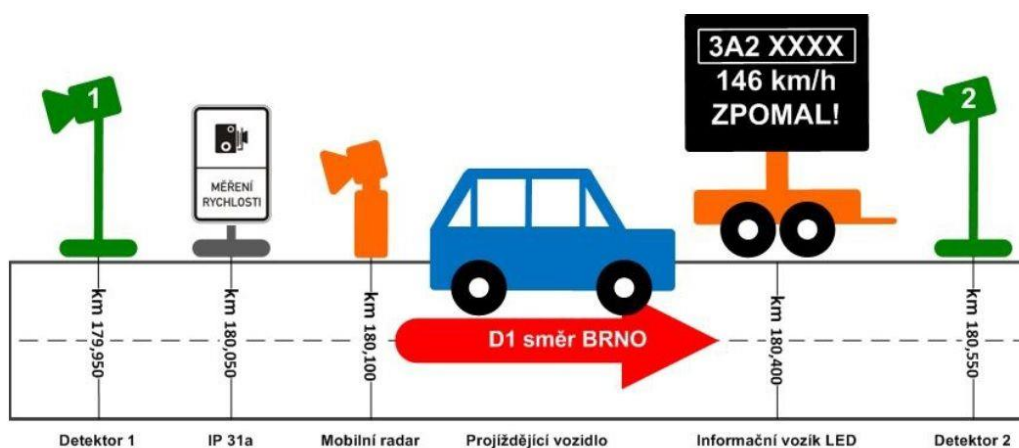 3A2 XXXX
146 km/h
ZPOMAL!
1
2
MĚŘENÍ
RYCHLOSTI
D1 směr BRNO
km 179,950
km 180,050
km 180,100
km 180,400
km 180,550
Detektor 1
IP 31a
Mobilní radar
Projíždějící vozidlo
Informační vozík LED
Detektor 2